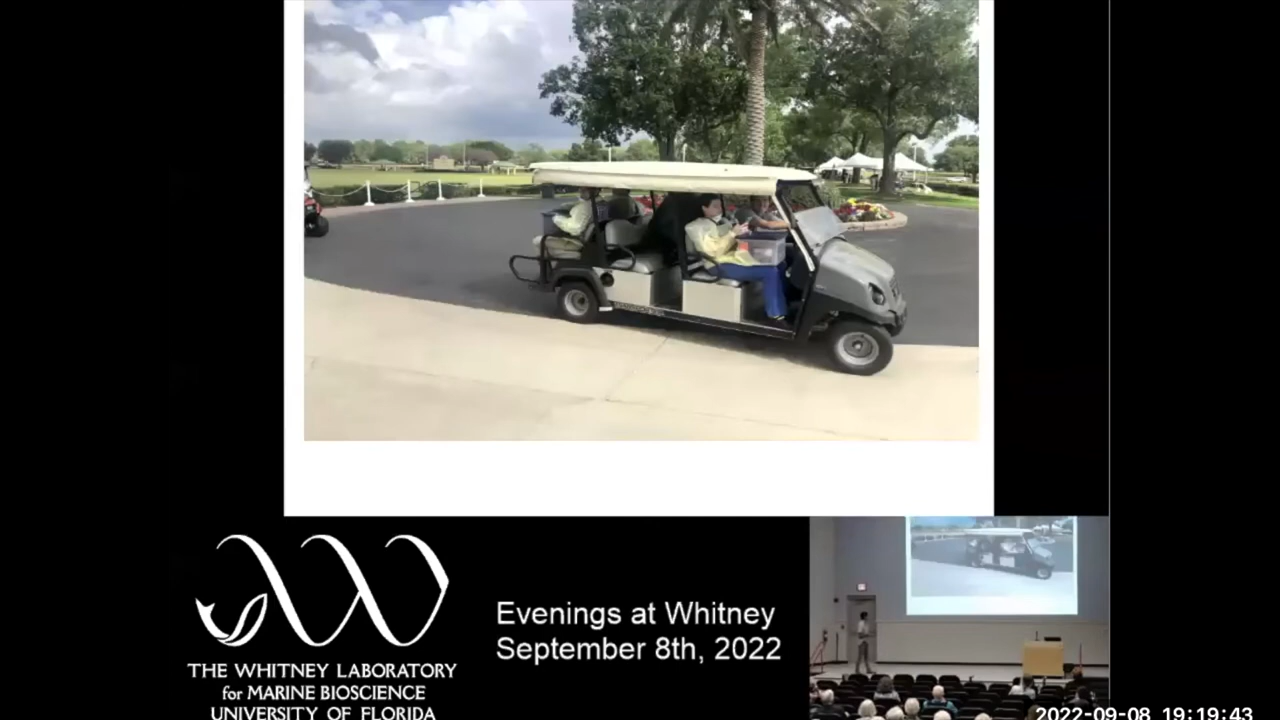 Evenings at Whitney
September 8th, 2022
THE WHITNEY LABORATORY
for MARINE BIOSCIENCE
UNIVERSITY OF FLORIDA
2022-09-08 19:19:43